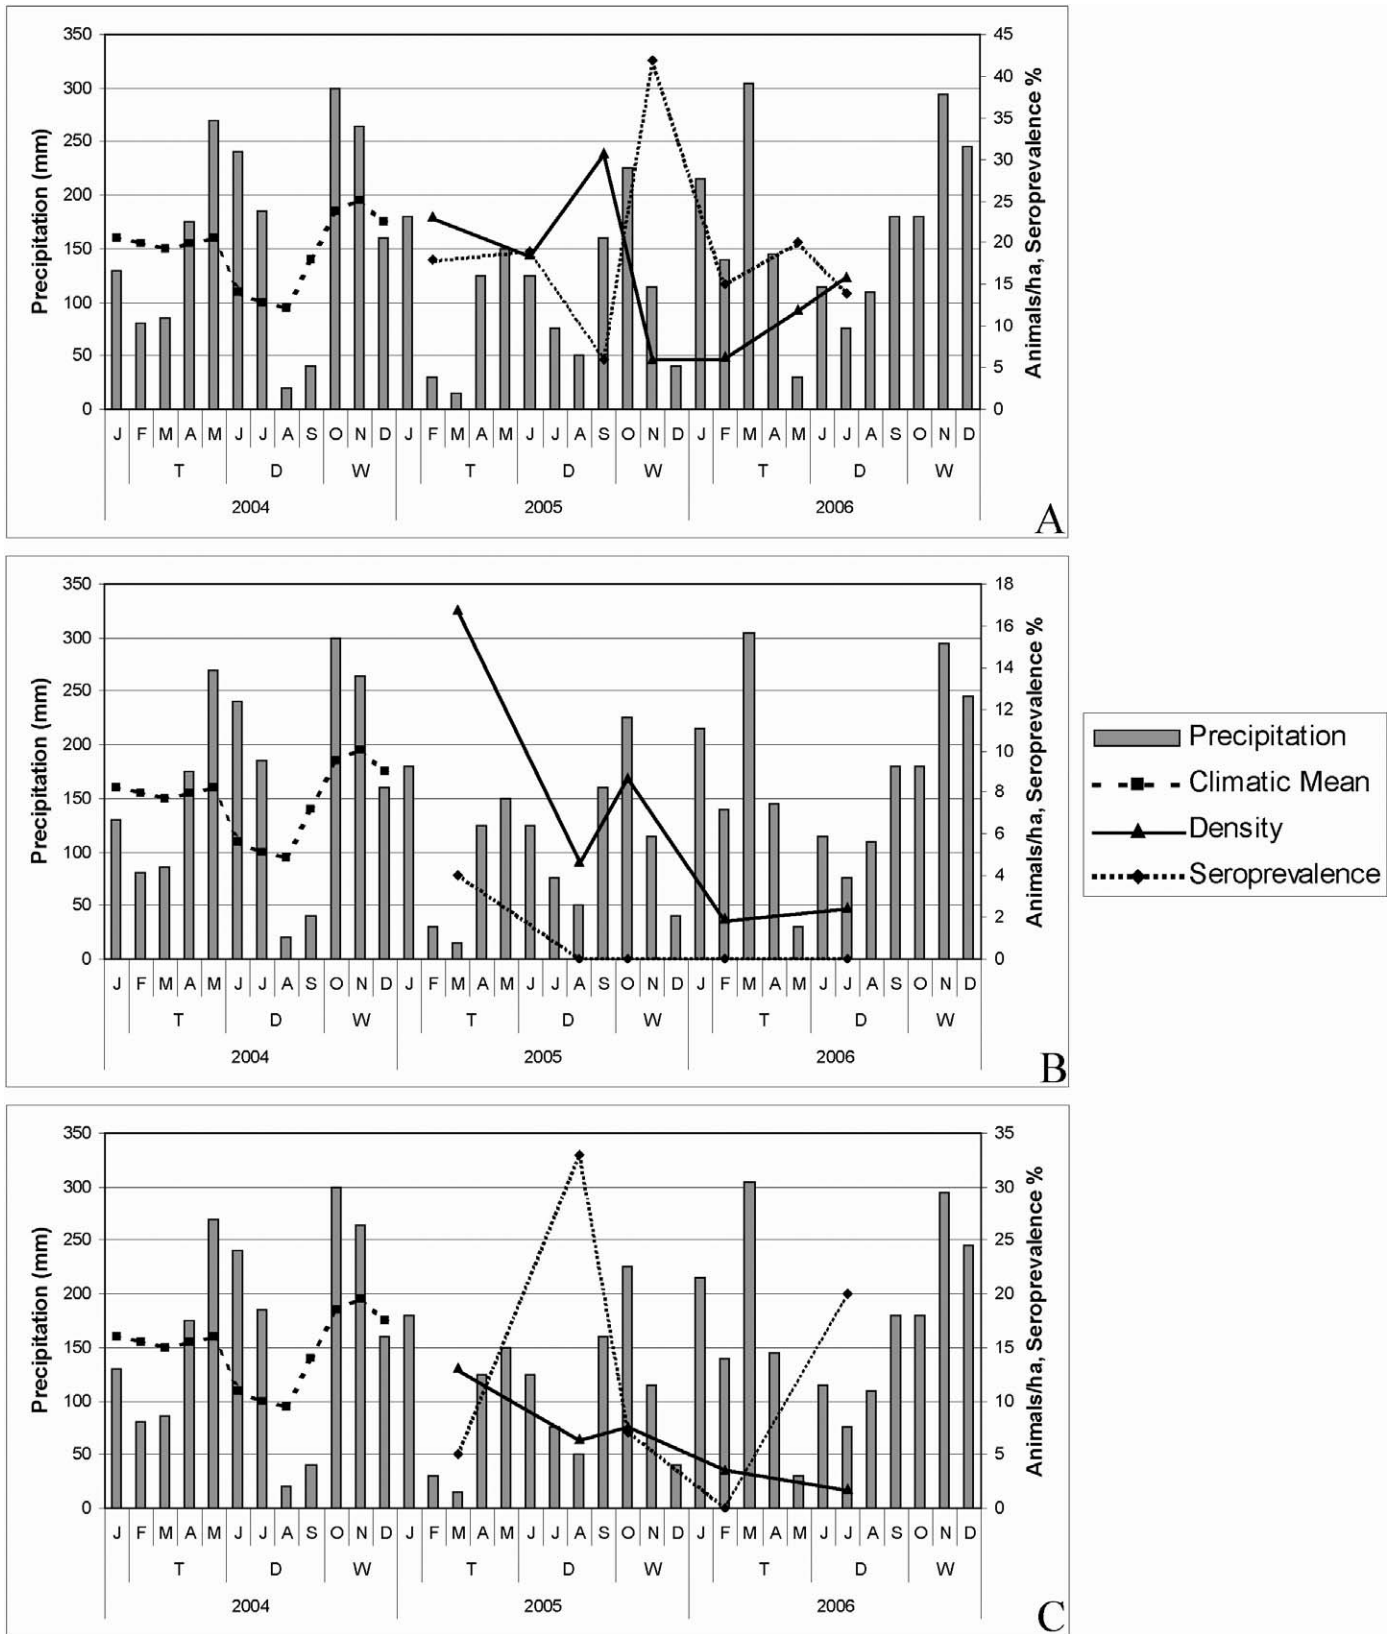 350
300
250
200
150
100
50
0
Precipitation (mm)
45
40
35
30
25
20
15
10
5
0
Animals/ha, Seroprevalence %
J F M A M J J A S O N D J F M A M J J A S O N D J F M A M J J A S O N D
T D W T D W T D W
2004 2005 2006
A
350
300
250
200
150
100
50
0
Precipitation (mm)
18
16
14
12
10
8
6
4
2
0
Animals/ha, Seroprevalence %
J F M A M J J A S O N D J F M A M J J A S O N D J F M A M J J A S O N D
T D W T D W T D W
2004 2005 2006
B
Precipitation
Climatic Mean
Density
Seroprevalence
350
300
250
200
150
100
50
0
Precipitation (mm)
35
30
25
20
15
10
5
0
Animals/ha, Seroprevalence %
J F M A M J J A S O N D J F M A M J J A S O N D J F M A M J J A S O N D
T D W T D W T D W
2004 2005 2006
C